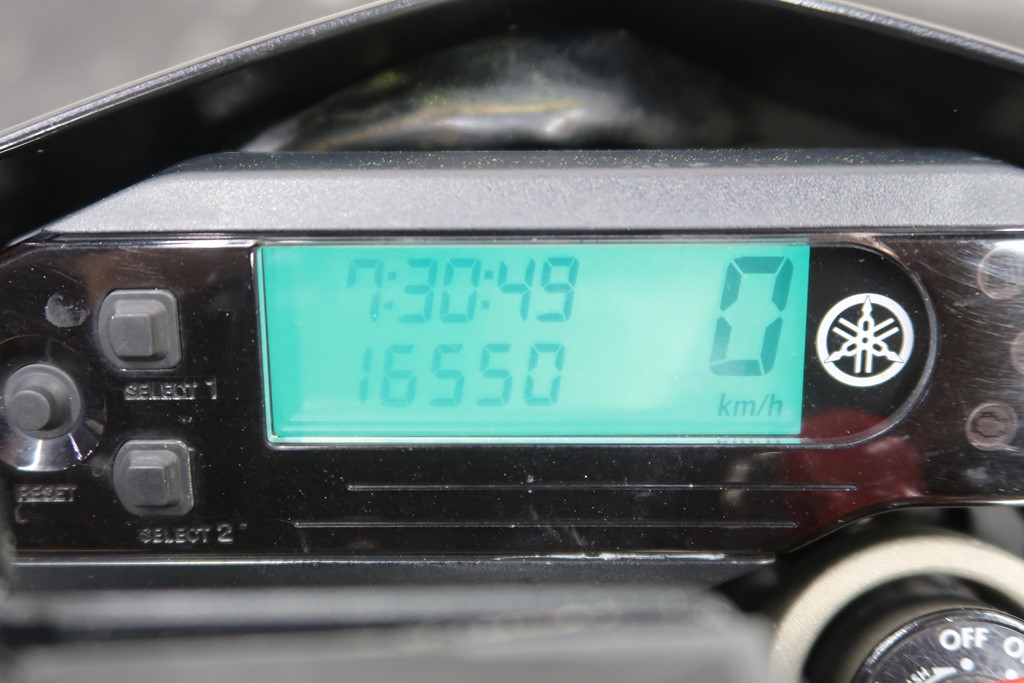 7:30:49
0
16550
km/h
SELECT 1
RESET
SELECT 2
OFF